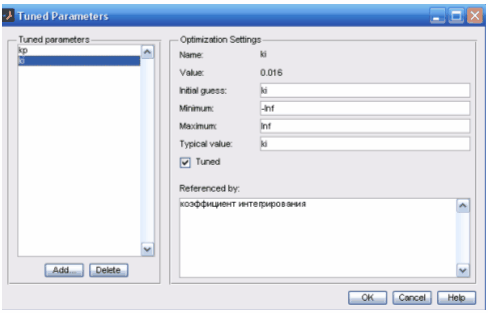 Tuned Parameters
Tuned parameters
kp
ki
Optimization Settings
Name: ki
Value: 0.016
Initial guess: ki
Minimum: -Inf
Maximum: Inf
Typical value: ki
Tuned
Referenced by:
коэффициент интегрирования
Add... Delete
OK Cancel Help